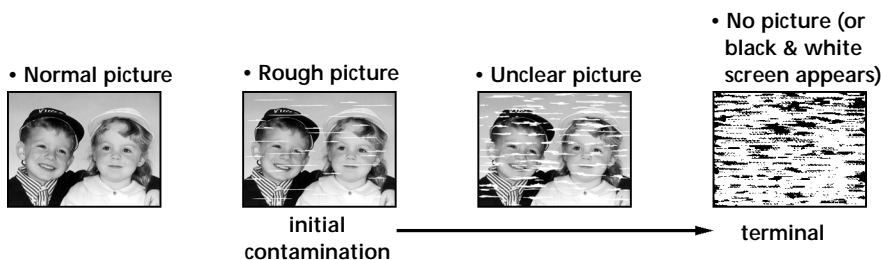 • Normal picture
• Rough picture
• Unclear picture
• No picture (or
black & white
screen appears)
initial
contamination
terminal